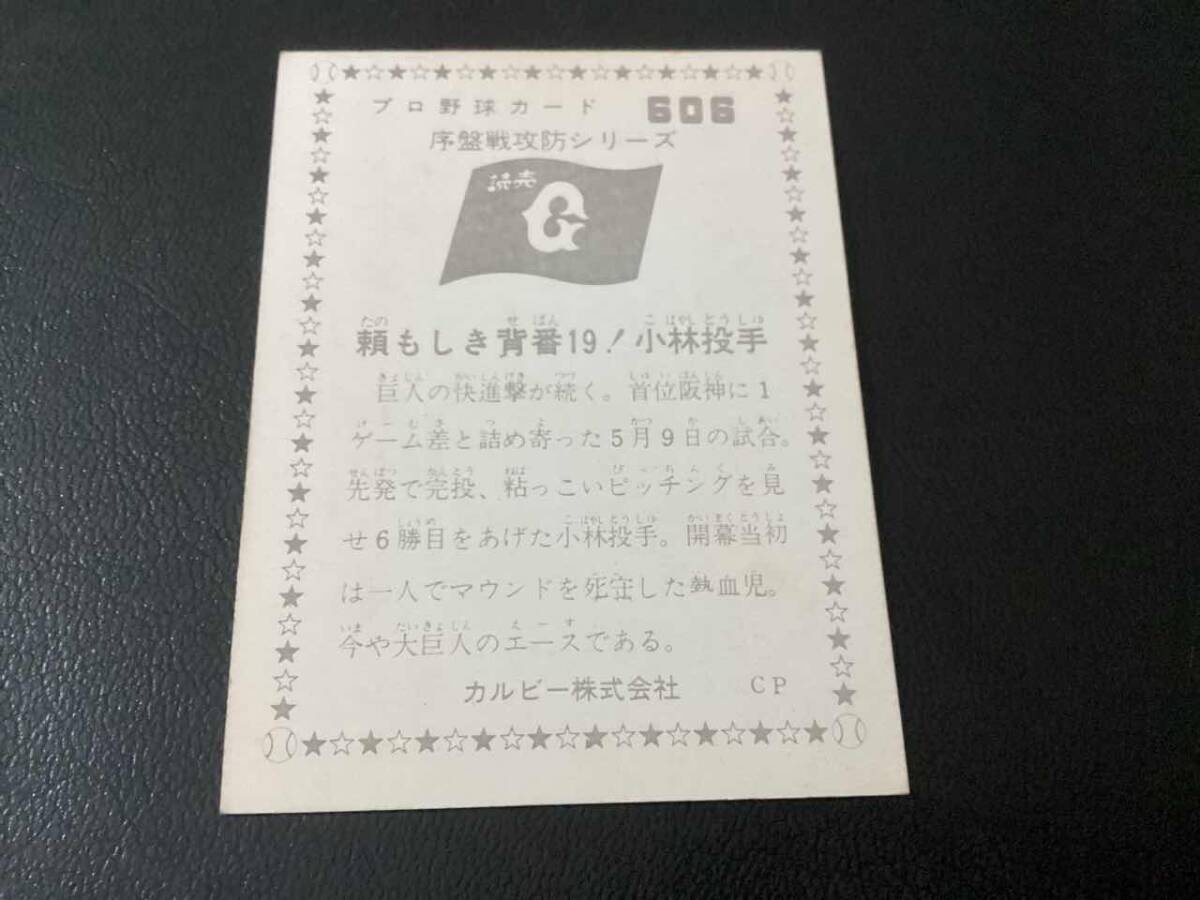 プロ野球カード 606
序盤戦攻防シリーズ
読売
G
頼もしき背番19！小林投手
巨人の快進撃が続く。首位阪神に1
ゲーム差と詰め寄った5月9日の試合。
先発で完投、粘っこいピッチングを見
せ6勝目をあげた小林投手。開幕当初
は一人でマウンドを死守した熱血児。
今や大巨人のエースである。
カルビー株式会社 CP